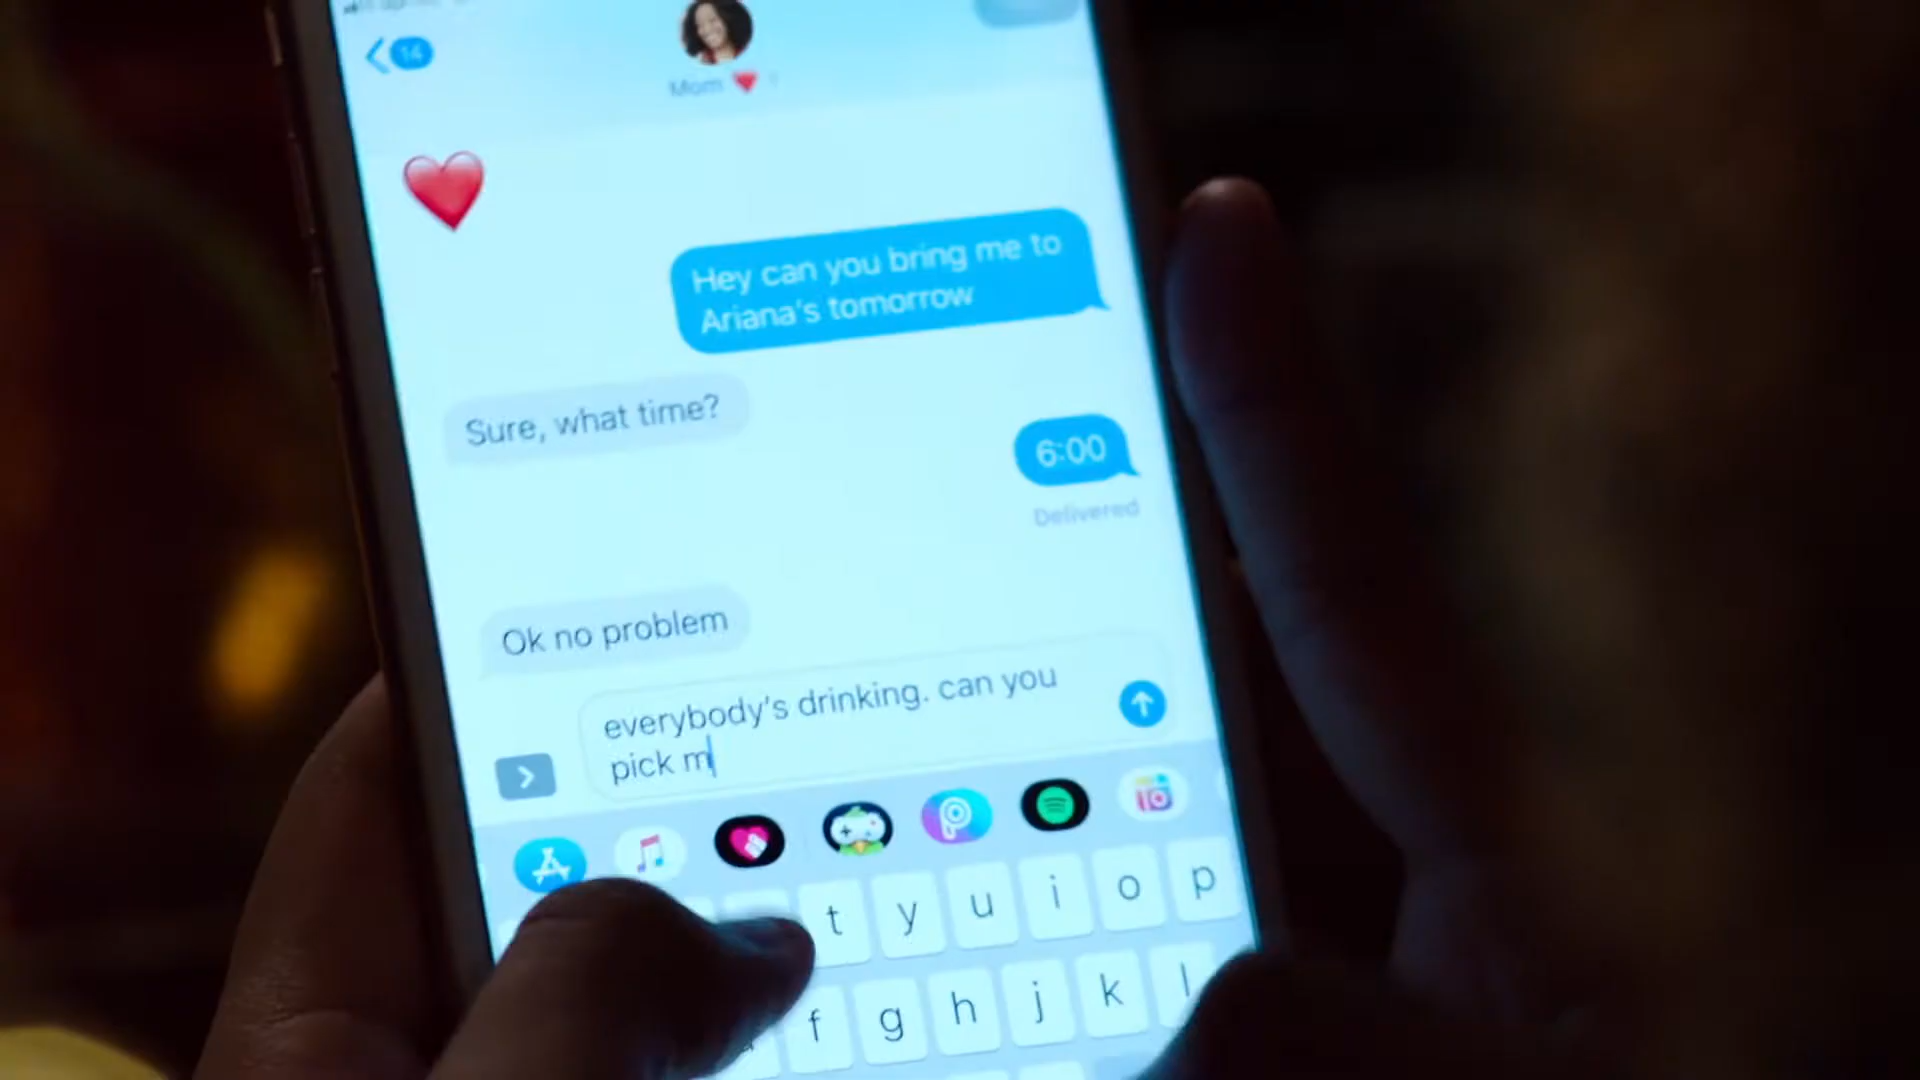 14
Mom ❤️
❤️
Hey can you bring me to
Ariana's tomorrow
Sure, what time?
6:00
Delivered
Ok no problem
everybody's drinking. can you
pick m
t y u i o p
f g h j k l